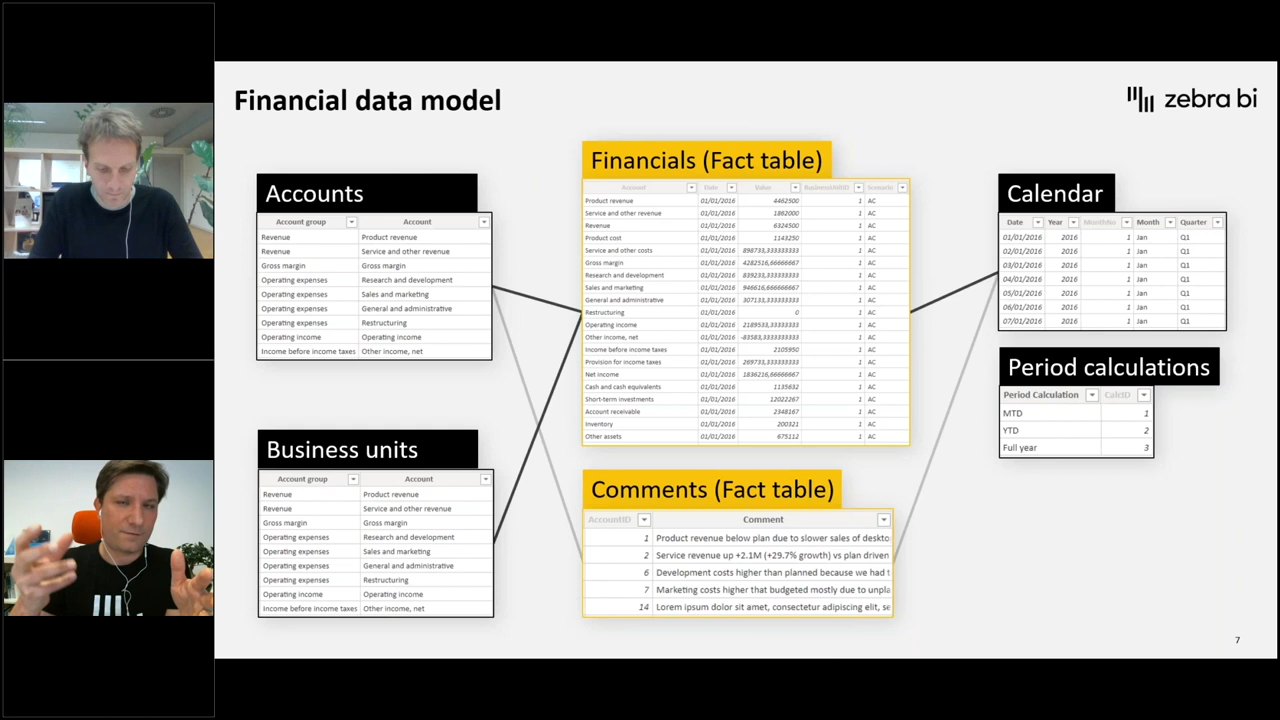 Financial data model
zebra bi
Accounts
Account group Account
Revenue Product revenue
Revenue Service and other revenue
Gross margin Gross margin
Operating expenses Research and development
Operating expenses Sales and marketing
Operating expenses General and administrative
Operating expenses Restructuring
Operating income Operating income
Income before income taxes Other income, net
Business units
Account group Account
Revenue Product revenue
Revenue Service and other revenue
Gross margin Gross margin
Operating expenses Research and development
Operating expenses Sales and marketing
Operating expenses General and administrative
Operating expenses Restructuring
Operating income Operating income
Income before income taxes Other income, net
Financials (Fact table)
Account Date Value BusinessUnitID Scenario
Product revenue 01/01/2016 4462500 1 AC
Service and other revenue 01/01/2016 1862000 1 AC
Revenue 01/01/2016 6324500 1 AC
Product cost 01/01/2016 1143250 1 AC
Service and other costs 01/01/2016 898733,333333333 1 AC
Gross margin 01/01/2016 4282516,66666667 1 AC
Research and development 01/01/2016 839233,333333333 1 AC
Sales and marketing 01/01/2016 946616,666666667 1 AC
General and administrative 01/01/2016 307133,333333333 1 AC
Restructuring 01/01/2016 0 1 AC
Operating income 01/01/2016 2189533,33333333 1 AC
Other income, net 01/01/2016 -83583,3333333333 1 AC
Income before income taxes 01/01/2016 2105950 1 AC
Provision for income taxes 01/01/2016 269733,333333333 1 AC
Net income 01/01/2016 1836216,66666667 1 AC
Cash and cash equivalents 01/01/2016 1135632 1 AC
Short-term investments 01/01/2016 12022267 1 AC
Account receivable 01/01/2016 2348167 1 AC
Inventory 01/01/2016 200321 1 AC
Other assets 01/01/2016 675112 1 AC
Comments (Fact table)
AccountID Comment
1 Product revenue below plan due to slower sales of deskto
2 Service revenue up +2.1M (+29.7% growth) vs plan driven
6 Development costs higher than planned because we had t
7 Marketing costs higher that budgeted mostly due to unpla
14 Lorem ipsum dolor sit amet, consectetur adipiscing elit, se
Calendar
Date Year MonthNu Month Quarter
01/01/2016 2016 1 Jan Q1
02/01/2016 2016 1 Jan Q1
03/01/2016 2016 1 Jan Q1
04/01/2016 2016 1 Jan Q1
05/01/2016 2016 1 Jan Q1
06/01/2016 2016 1 Jan Q1
07/01/2016 2016 1 Jan Q1
Period calculations
Period Calculation CalcID
MTD 1
YTD 2
Full year 3
7